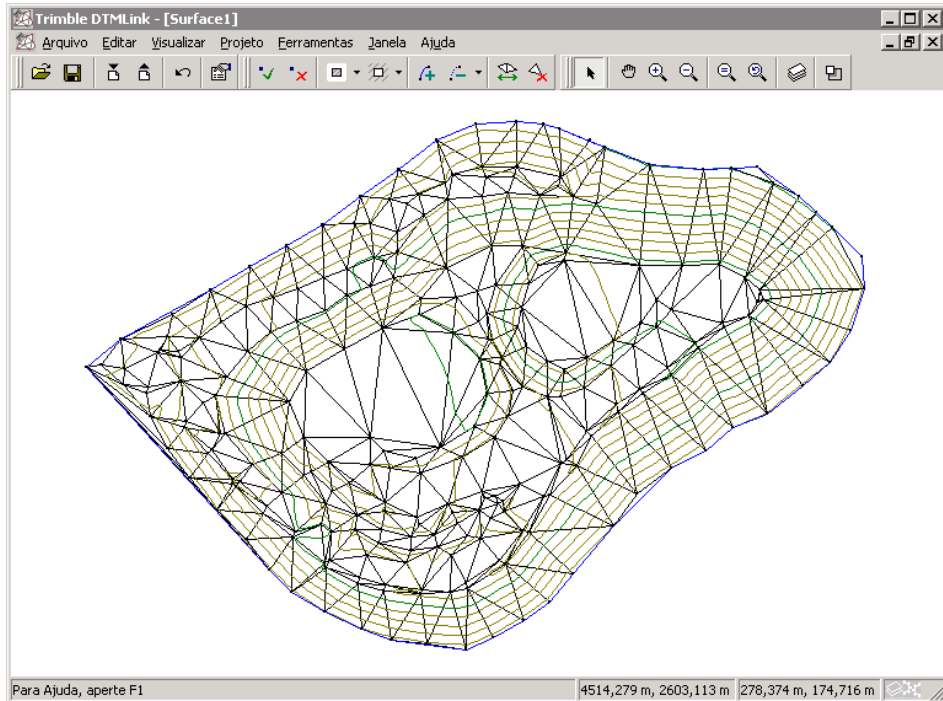 Trimble DTMLink - [Surface1]
Arquivo Editar Visualizar Projeto Ferramentas Janela Ajuda
Para Ajuda, aperte F1
4514,279 m, 2603,113 m
278,374 m, 174,716 m